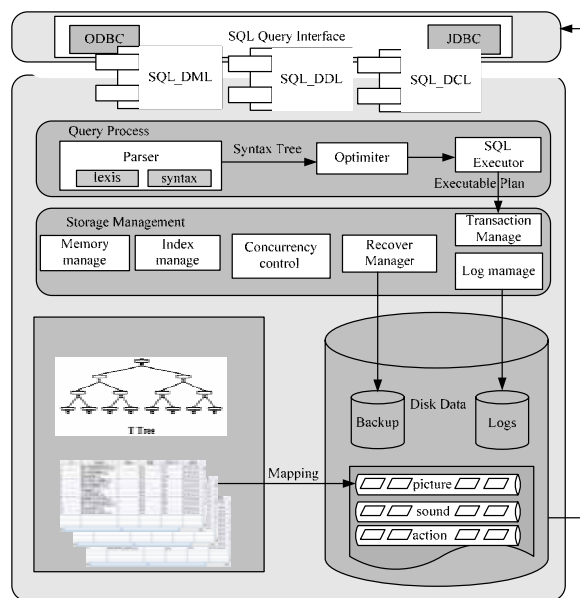 ODBC
SQL Query Interface
JDBC
SQL_DML
SQL_DDL
SQL_DCL
Query Process
Parser
lexis
syntax
Syntax Tree
Optimiter
SQL
Executor
Executable Plan
Storage Management
Memory
manage
Index
manage
Concurrency
control
Recover
Manager
Transaction
Manage
Log mamage
T Tree
Mapping
Backup
Disk Data
Logs
picture
sound
action